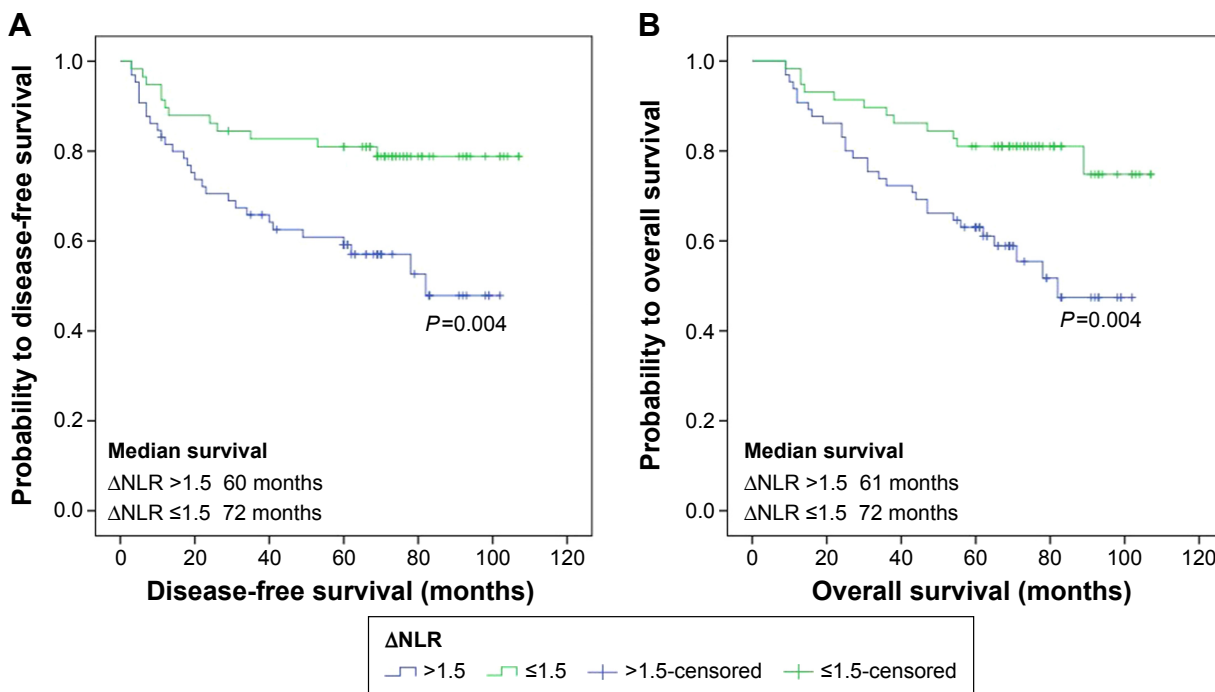 A
Probability to disease-free survival
1.0
0.8
0.6
0.4
0.2
0.0
P=0.004
Median survival
ΔNLR >1.5 60 months
ΔNLR ≤1.5 72 months
0 20 40 60 80 100 120
Disease-free survival (months)
B
Probability to overall survival
1.0
0.8
0.6
0.4
0.2
0.0
P=0.004
Median survival
ΔNLR >1.5 61 months
ΔNLR ≤1.5 72 months
0 20 40 60 80 100 120
Overall survival (months)
ΔNLR
>1.5 ≤1.5 >1.5-censored ≤1.5-censored